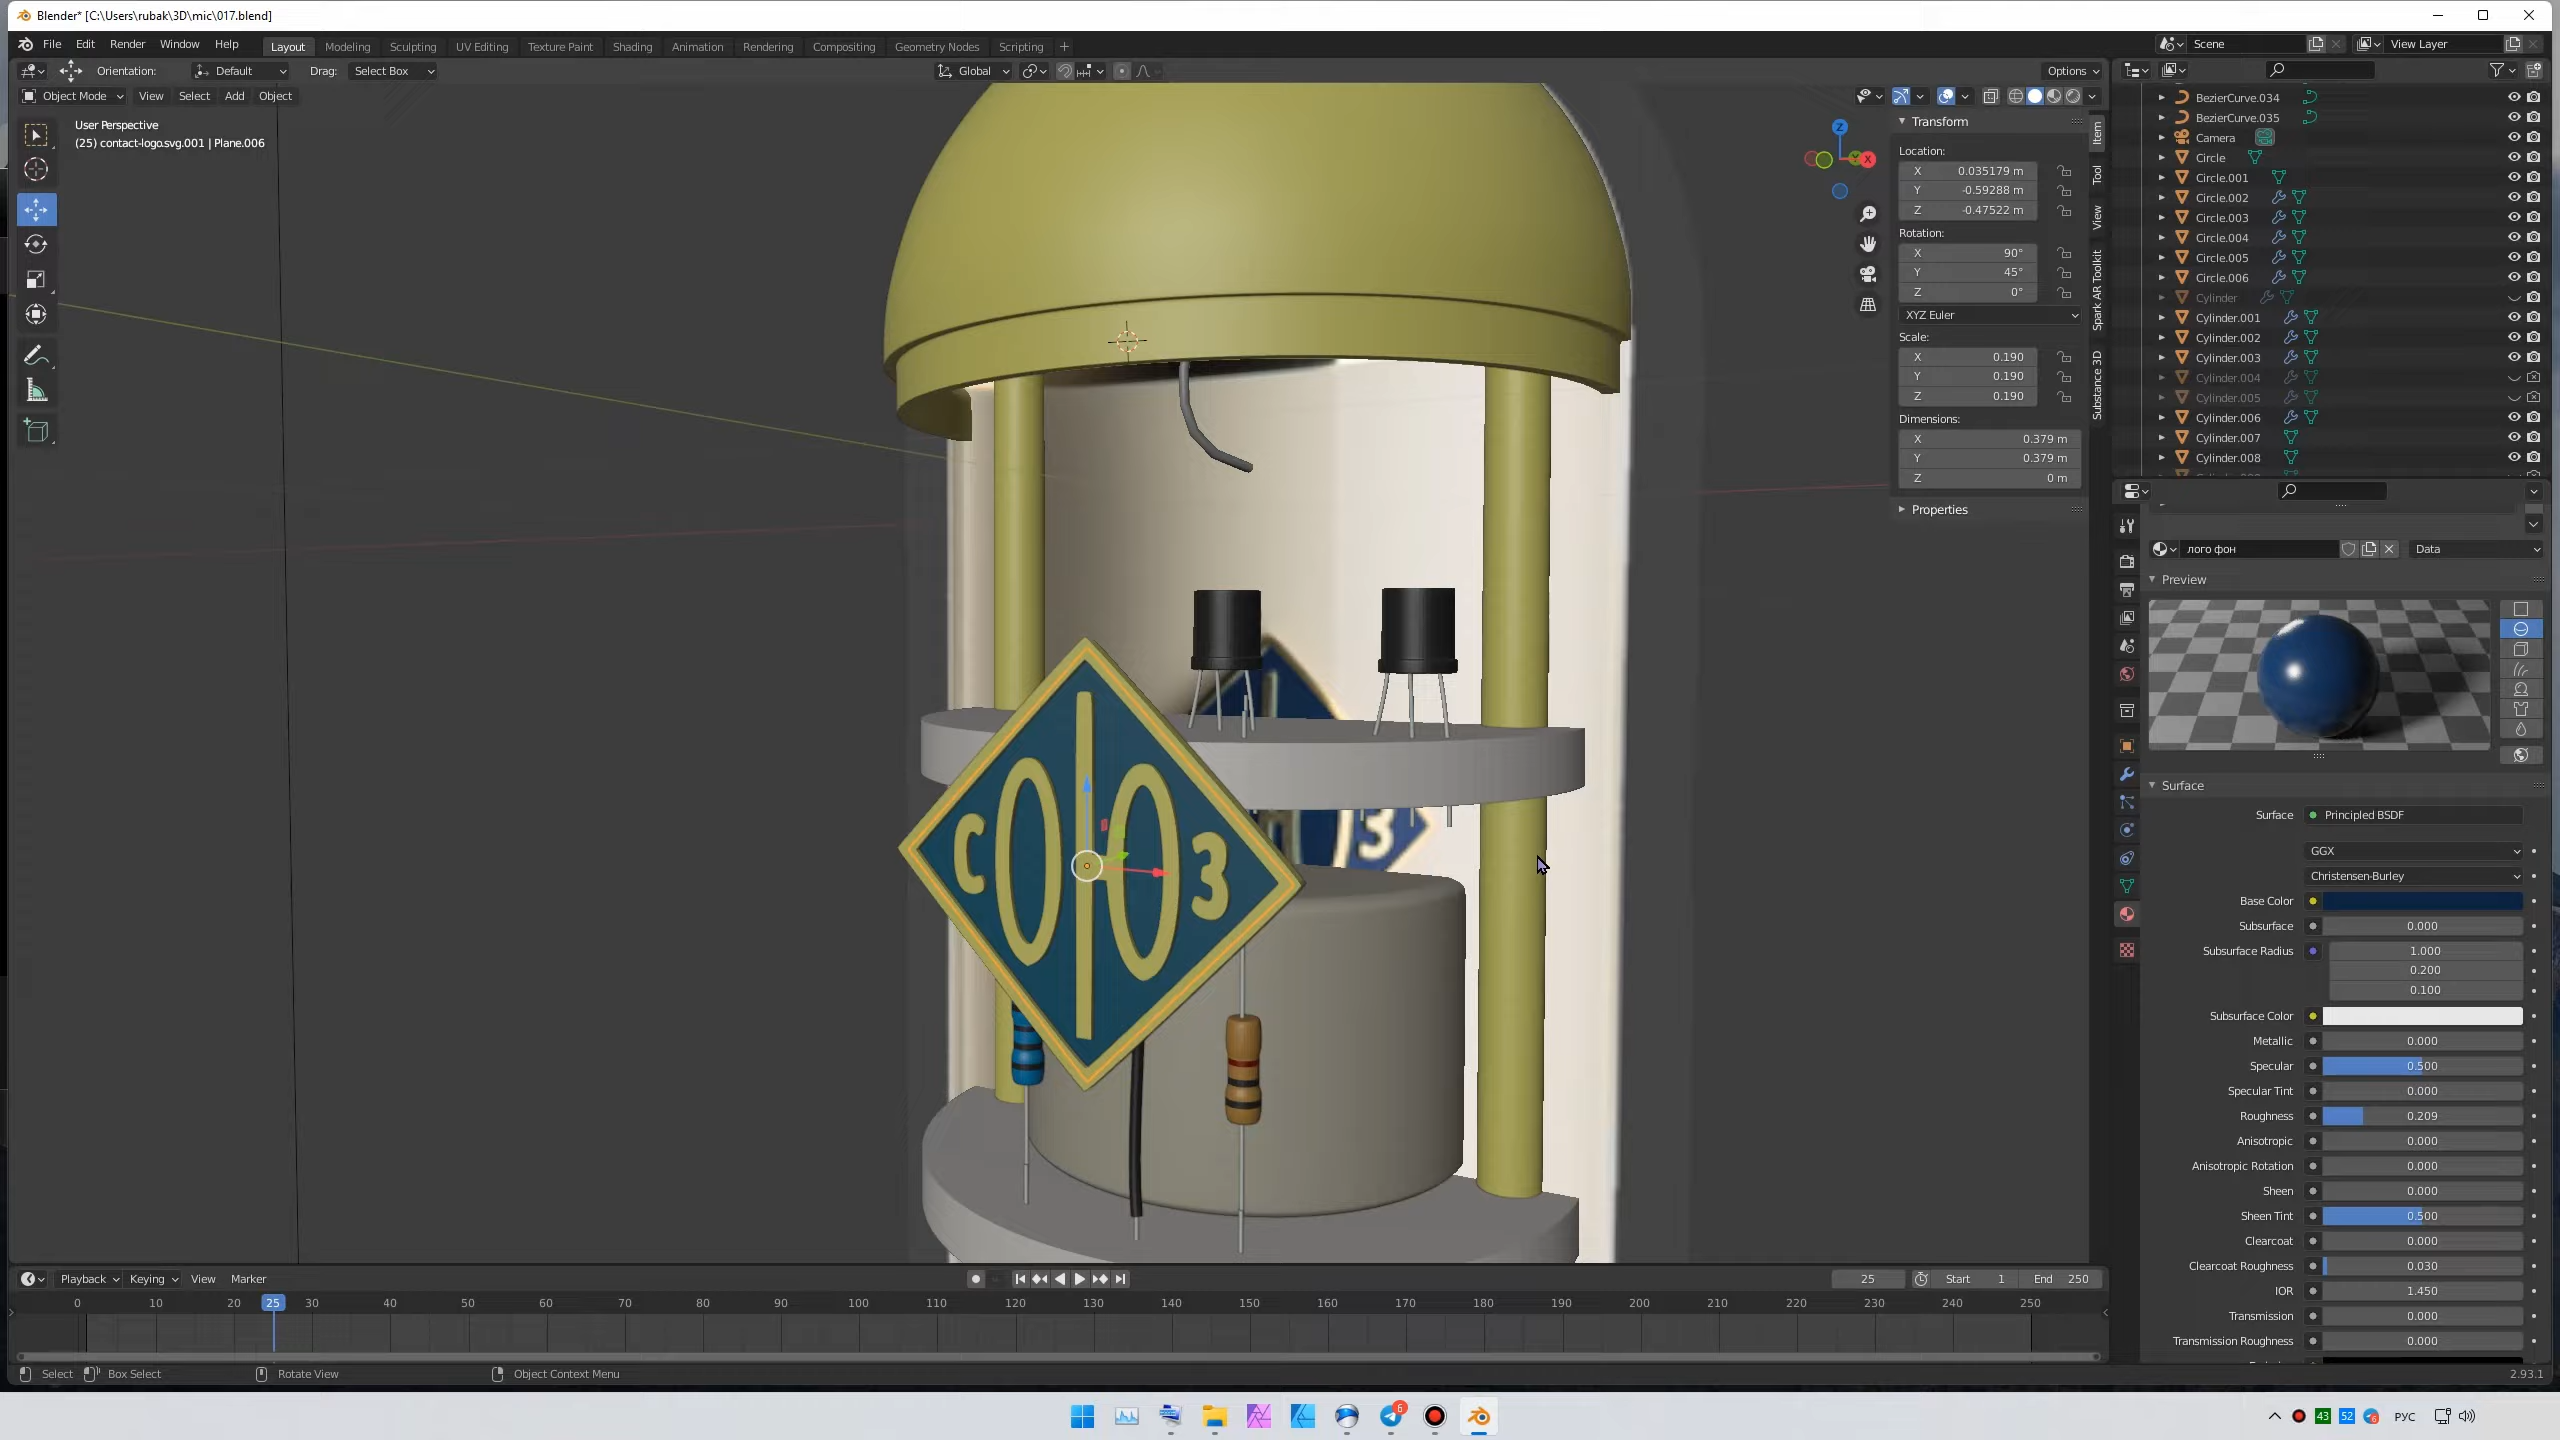 Blender* [C:\Users\rubak\3D\mic\017.blend]
File Edit Render Window Help
Layout Modeling Sculpting UV Editing Texture Paint Shading Animation Rendering Compositing Geometry Nodes Scripting
Scene
View Layer
Orientation: Default Drag: Select Box
Global
Options
Object Mode View Select Add Object
User Perspective
(25) contact-logo.svg.001 | Plane.006
Z
X
Transform
Location:
X 0.035179 m
Y -0.59288 m
Z -0.47522 m
Rotation:
X 90°
Y 45°
Z 0°
XYZ Euler
Scale:
X 0.190
Y 0.190
Z 0.190
Dimensions:
X 0.379 m
Y 0.379 m
Z 0 m
Properties
Item
Tool
View
Spark AR Toolkit
Substance 3D
BezierCurve.034
BezierCurve.035
Camera
Circle
Circle.001
Circle.002
Circle.003
Circle.004
Circle.005
Circle.006
Cylinder
Cylinder.001
Cylinder.002
Cylinder.003
Cylinder.004
Cylinder.005
Cylinder.006
Cylinder.007
Cylinder.008
лого фон
Data
Preview
Surface
Surface Principled BSDF
GGX
Christensen-Burley
Base Color
Subsurface 0.000
Subsurface Radius 1.000
0.200
0.100
Subsurface Color
Metallic 0.000
Specular 0.500
Specular Tint 0.000
Roughness 0.209
Anisotropic 0.000
Anisotropic Rotation 0.000
Sheen 0.000
Sheen Tint 0.500
Clearcoat 0.000
Clearcoat Roughness 0.030
IOR 1.450
Transmission 0.000
Transmission Roughness 0.000
3
Playback Keying View Marker
25 Start 1 End 250
0 10 20 25 30 40 50 60 70 80 90 100 110 120 130 140 150 160 170 180 190 200 210 220 230 240 250
Select Box Select Rotate View Object Context Menu
2.93.1
6
43 52 6 РУС